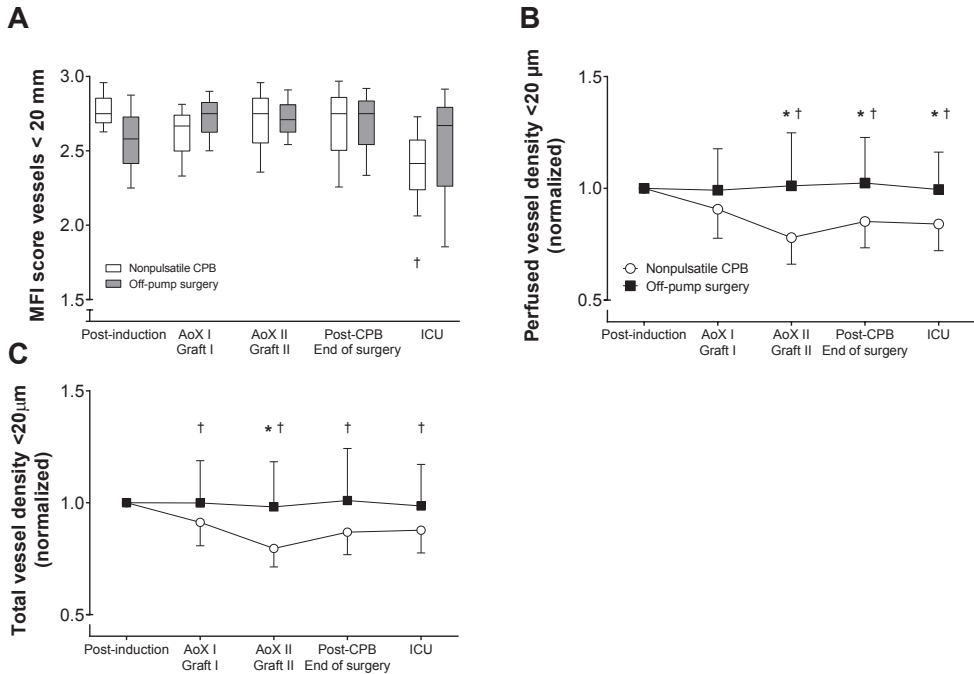 A
MFI score vessels < 20 mm
3.0
2.5
2.0
1.5
†
Nonpulsatile CPB
Off-pump surgery
Post-induction AoX I AoX II Post-CPB ICU
Graft I Graft II End of surgery
B
Perfused vessel density <20 µm
(normalized)
1.5
1.0
0.5
* † * † * †
Nonpulsatile CPB
Off-pump surgery
Post-induction AoX I AoX II Post-CPB ICU
Graft I Graft II End of surgery
C
Total vessel density <20µm
(normalized)
1.5
1.0
0.5
† * † † †
Post-induction AoX I AoX II Post-CPB ICU
Graft I Graft II End of surgery